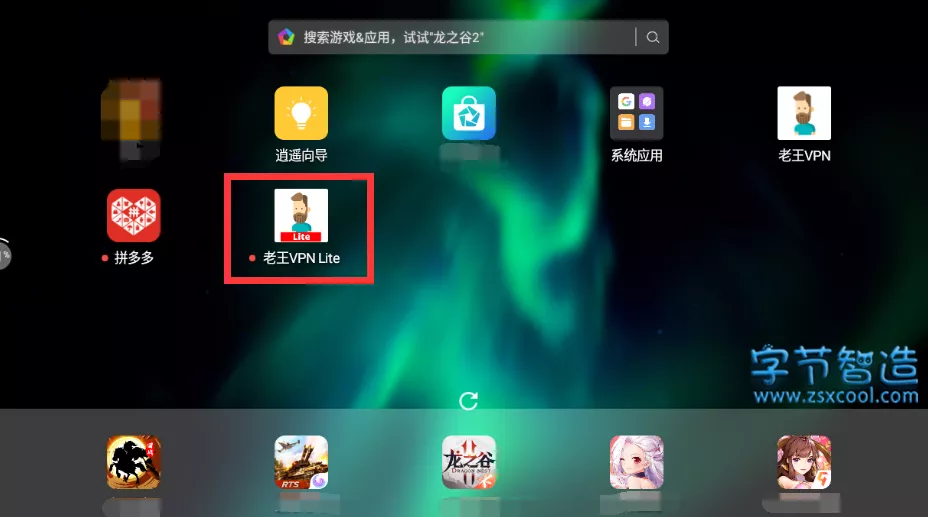 搜索游戏&应用，试试"龙之谷2"
逍遥向导
系统应用
老王VPN
拼多多
Lite
老王VPN Lite
字节智造
www.zsxcool.com
RTS
龙之谷
DRAGON NEST